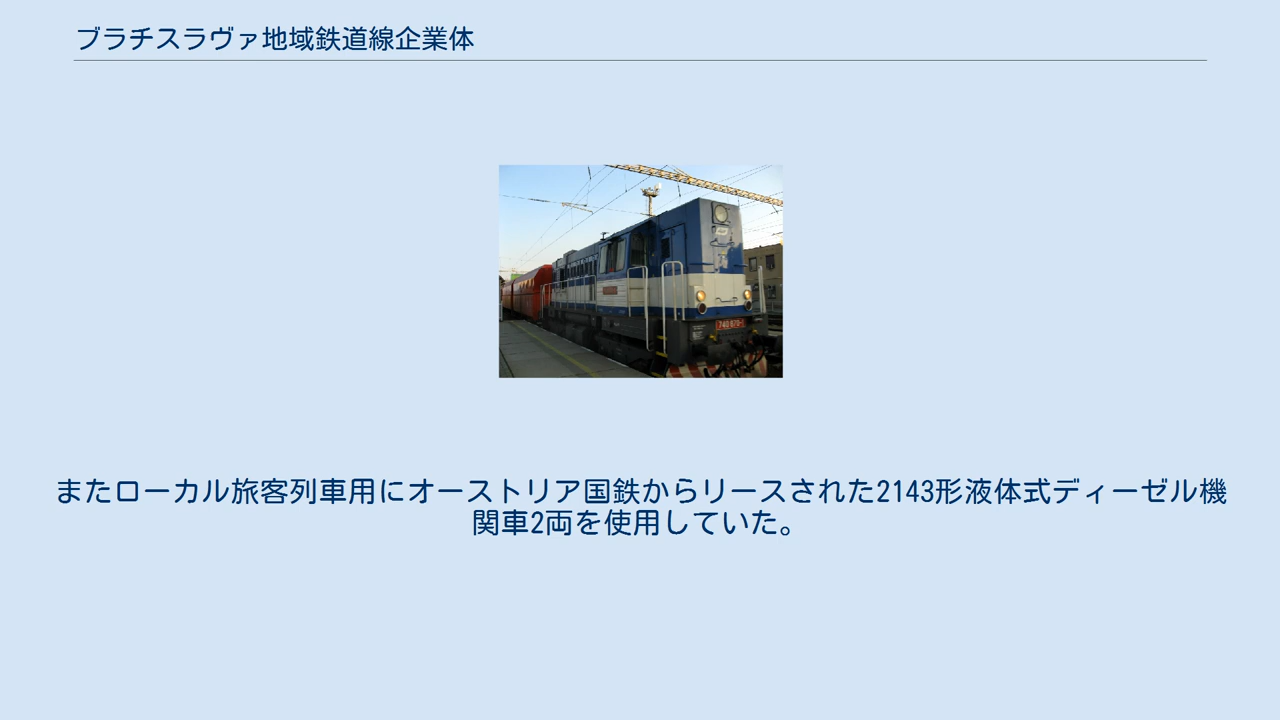 ブラチスラヴァ地域鉄道線企業体
またローカル旅客列車用にオーストリア国鉄からリースされた2143形液体式ディーゼル機
関車2両を使用していた。